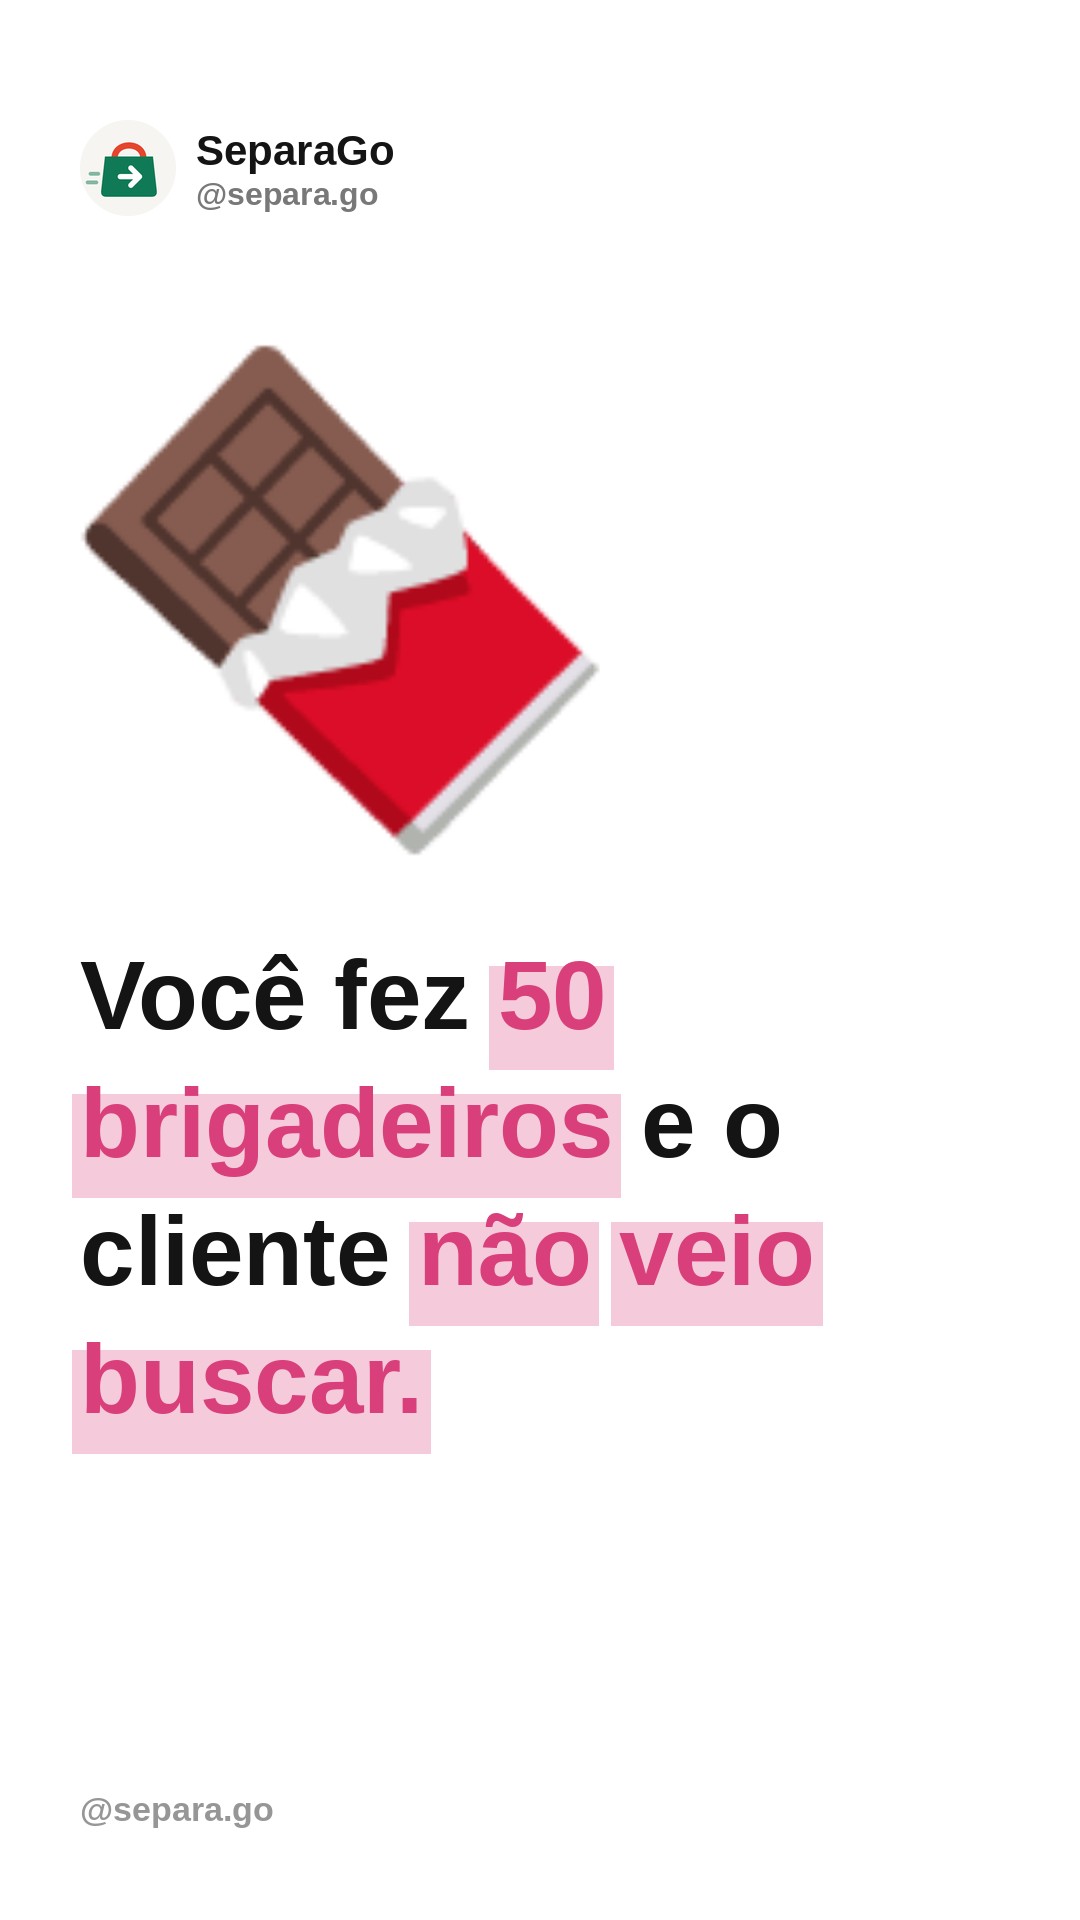 SeparaGo
@separa.go
Você fez 50
brigadeiros e o
cliente não veio
buscar.
@separa.go